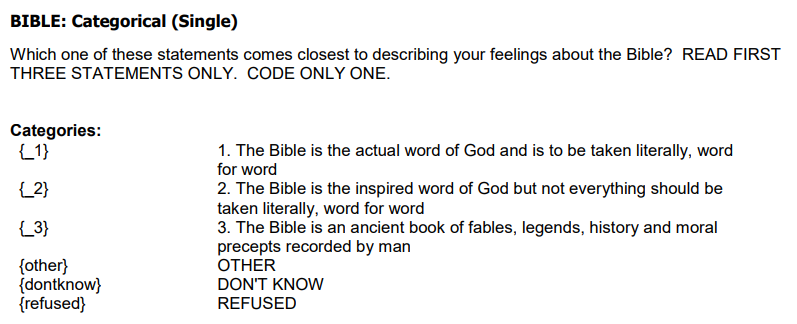 BIBLE: Categorical (Single)
Which one of these statements comes closest to describing your feelings about the Bible?  READ FIRST
THREE STATEMENTS ONLY.  CODE ONLY ONE.
Categories:
{_1} 1. The Bible is the actual word of God and is to be taken literally, word
for word
{_2} 2. The Bible is the inspired word of God but not everything should be
taken literally, word for word
{_3} 3. The Bible is an ancient book of fables, legends, history and moral
precepts recorded by man
{other} OTHER
{dontknow} DON'T KNOW
{refused} REFUSED